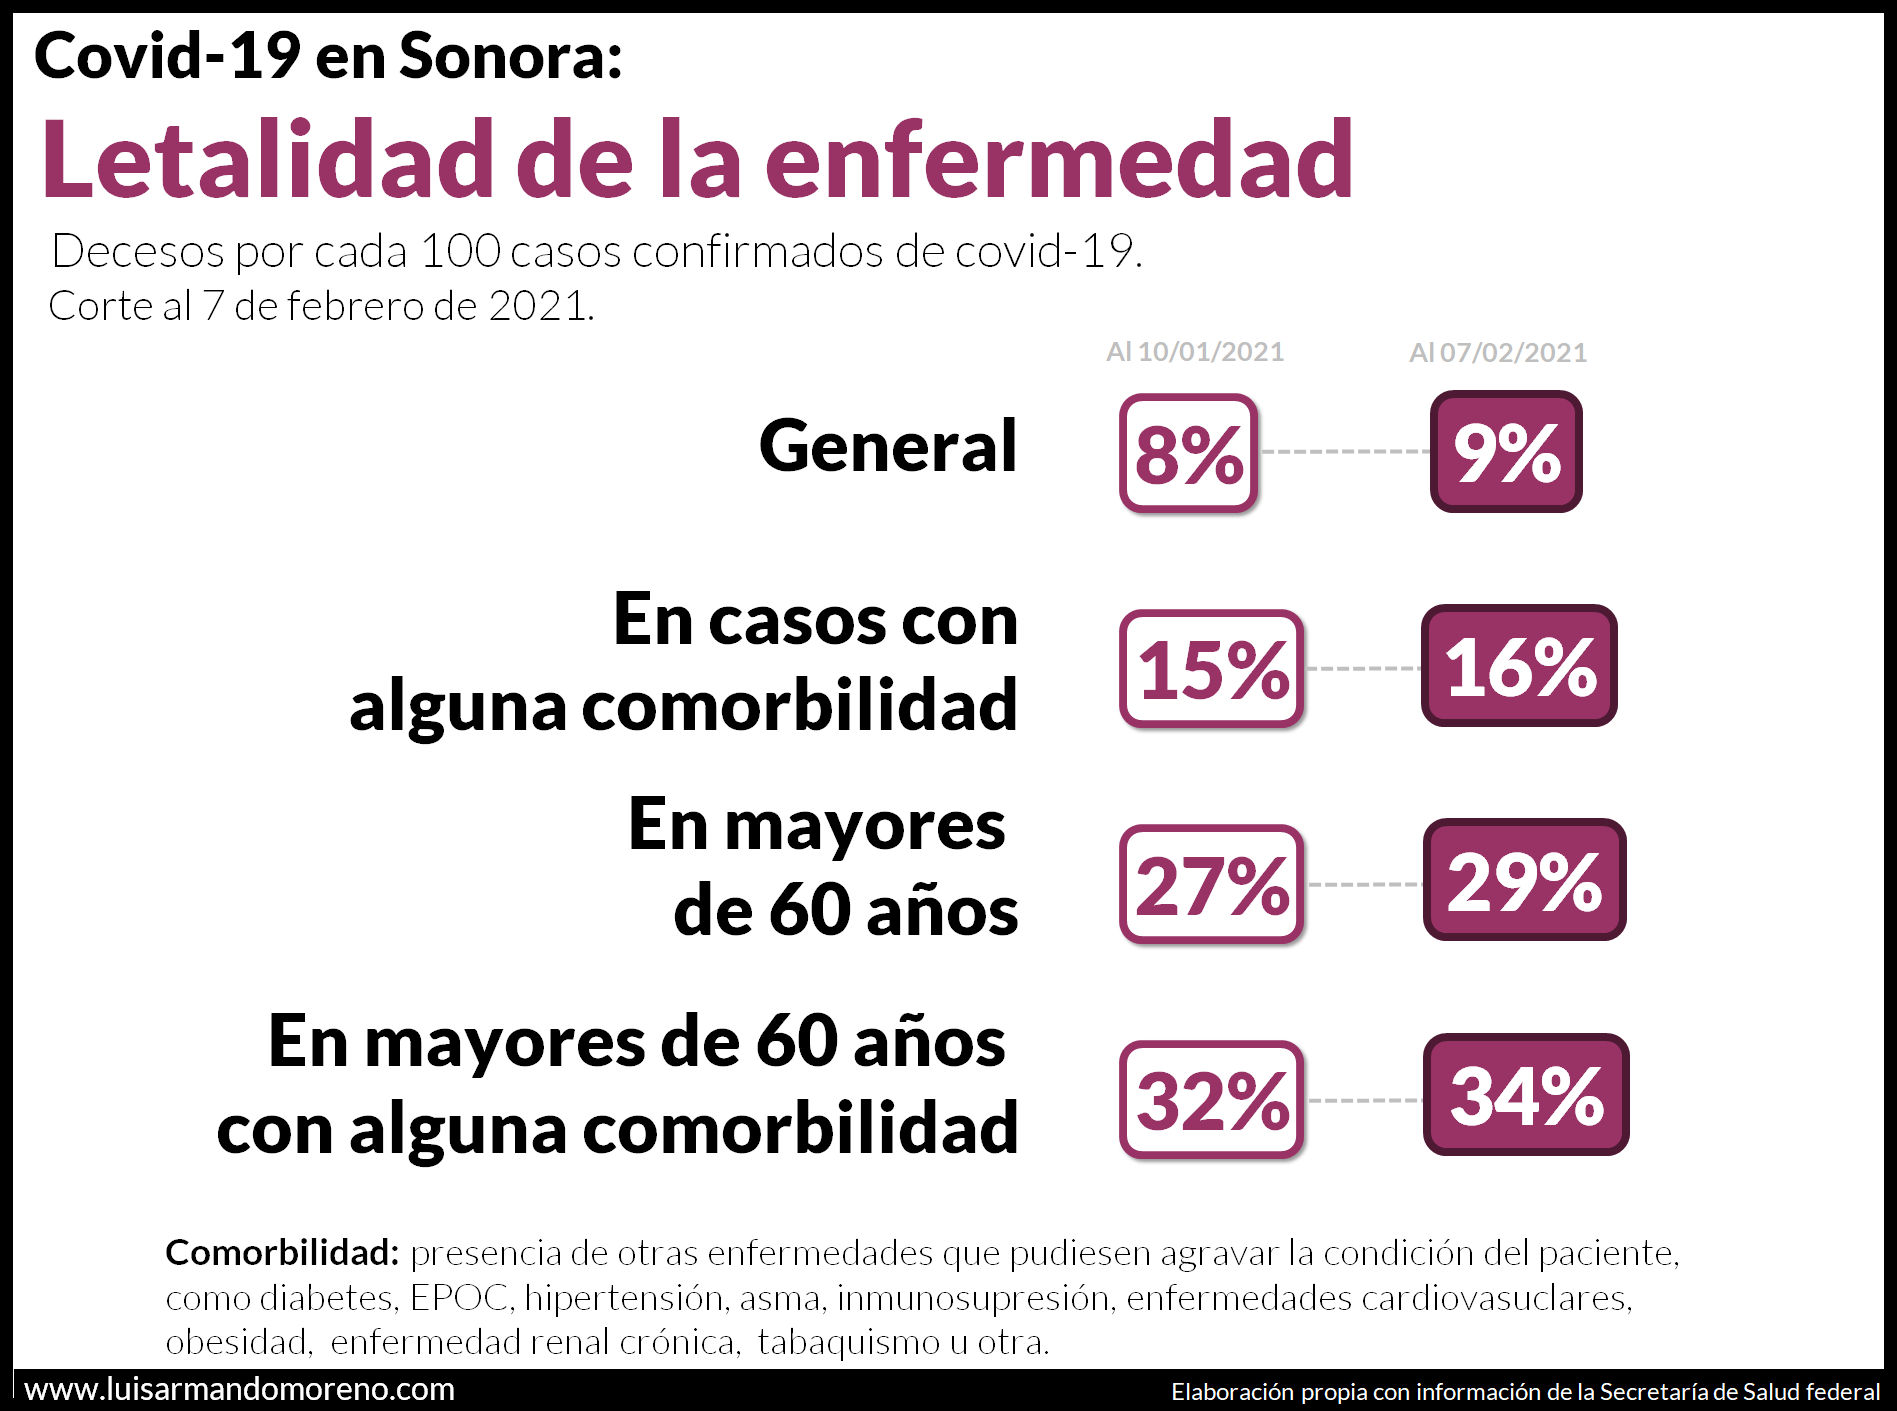 Covid-19 en Sonora:
Letalidad de la enfermedad
Decesos por cada 100 casos confirmados de covid-19.
Corte al 7 de febrero de 2021.
Al 10/01/2021 Al 07/02/2021
General 8% 9%
En casos con
alguna comorbilidad 15% 16%
En mayores
de 60 años 27% 29%
En mayores de 60 años
con alguna comorbilidad 32% 34%
Comorbilidad: presencia de otras enfermedades que pudiesen agravar la condición del paciente,
como diabetes, EPOC, hipertensión, asma, inmunosupresión, enfermedades cardiovasuclares,
obesidad, enfermedad renal crónica, tabaquismo u otra.
www.luisarmandomoreno.com Elaboración propia con información de la Secretaría de Salud federal